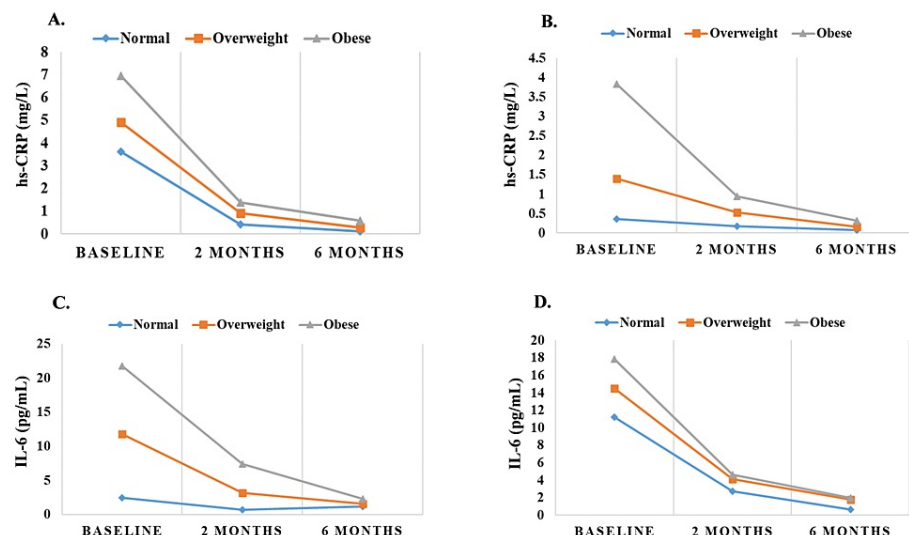 A.
Normal Overweight Obese
hs-CRP (mg/L)
8
7
6
5
4
3
2
1
0
BASELINE 2 MONTHS 6 MONTHS
B.
Normal Overweight Obese
hs-CRP (mg/L)
4.5
4
3.5
3
2.5
2
1.5
1
0.5
0
BASELINE 2 MONTHS 6 MONTHS
C.
Normal Overweight Obese
IL-6 (pg/mL)
25
20
15
10
5
0
BASELINE 2 MONTHS 6 MONTHS
D.
Normal Overweight Obese
IL-6 (pg/mL)
20
18
16
14
12
10
8
6
4
2
0
BASELINE 2 MONTHS 6 MONTHS